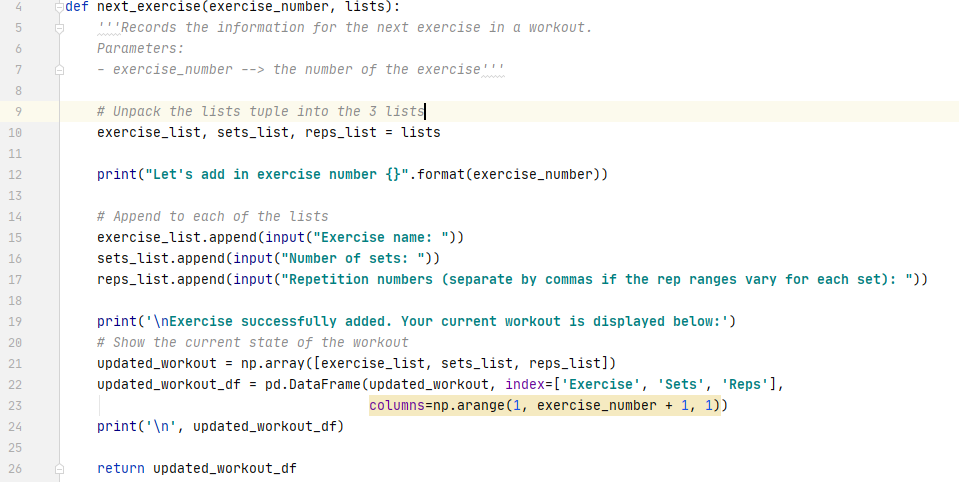 4 def next_exercise(exercise_number, lists):
5     '''Records the information for the next exercise in a workout.
6     Parameters:
7     - exercise_number --> the number of the exercise'''
8
9     # Unpack the lists tuple into the 3 lists
10     exercise_list, sets_list, reps_list = lists
11
12     print("Let's add in exercise number {}".format(exercise_number))
13
14     # Append to each of the lists
15     exercise_list.append(input("Exercise name: "))
16     sets_list.append(input("Number of sets: "))
17     reps_list.append(input("Repetition numbers (separate by commas if the rep ranges vary for each set): "))
18
19     print('\nExercise successfully added. Your current workout is displayed below:')
20     # Show the current state of the workout
21     updated_workout = np.array([exercise_list, sets_list, reps_list])
22     updated_workout_df = pd.DataFrame(updated_workout, index=['Exercise', 'Sets', 'Reps'],
23                                       columns=np.arange(1, exercise_number + 1, 1))
24     print('\n', updated_workout_df)
25
26     return updated_workout_df